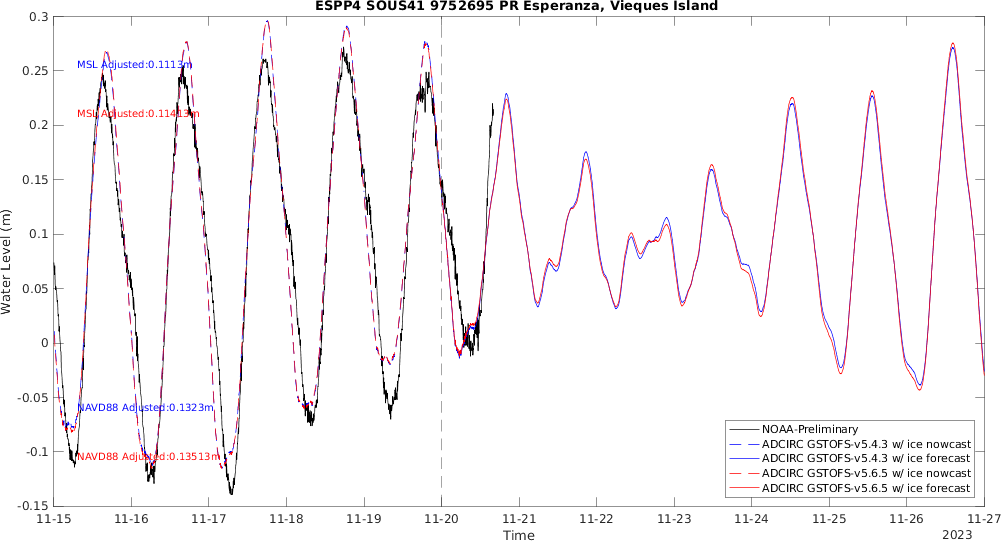 ESPP4 SOUS41 9752695 PR Esperanza, Vieques Island
0.3
0.25
0.2
0.15
0.1
0.05
0
-0.05
-0.1
-0.15
Water Level (m)
MSL Adjusted:0.1113m
MSL Adjusted:0.11413m
NAVD88 Adjusted:0.1323m
NAVD88 Adjusted:0.13513m
NOAA-Preliminary
ADCIRC GSTOFS-v5.4.3 w/ ice nowcast
ADCIRC GSTOFS-v5.4.3 w/ ice forecast
ADCIRC GSTOFS-v5.6.5 w/ ice nowcast
ADCIRC GSTOFS-v5.6.5 w/ ice forecast
11-15 11-16 11-17 11-18 11-19 11-20 11-21 11-22 11-23 11-24 11-25 11-26 11-27
Time
2023